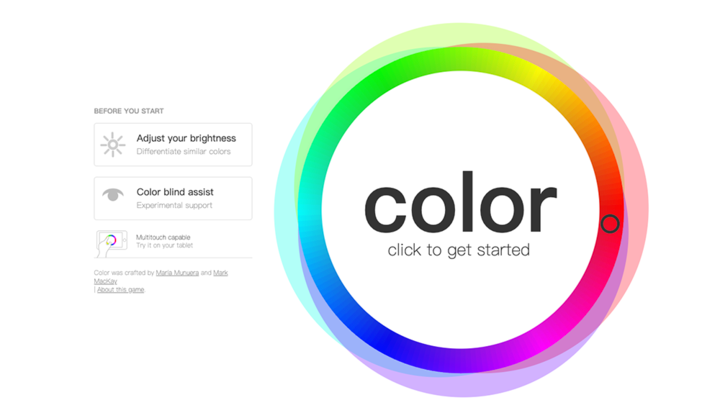 BEFORE YOU START
Adjust your brightness
Differentiate similar colors
Color blind assist
Experimental support
Multitouch capable
Try it on your tablet
Color was crafted by Maria Munuera and Mark
MacKay
| About this game.
color
click to get started